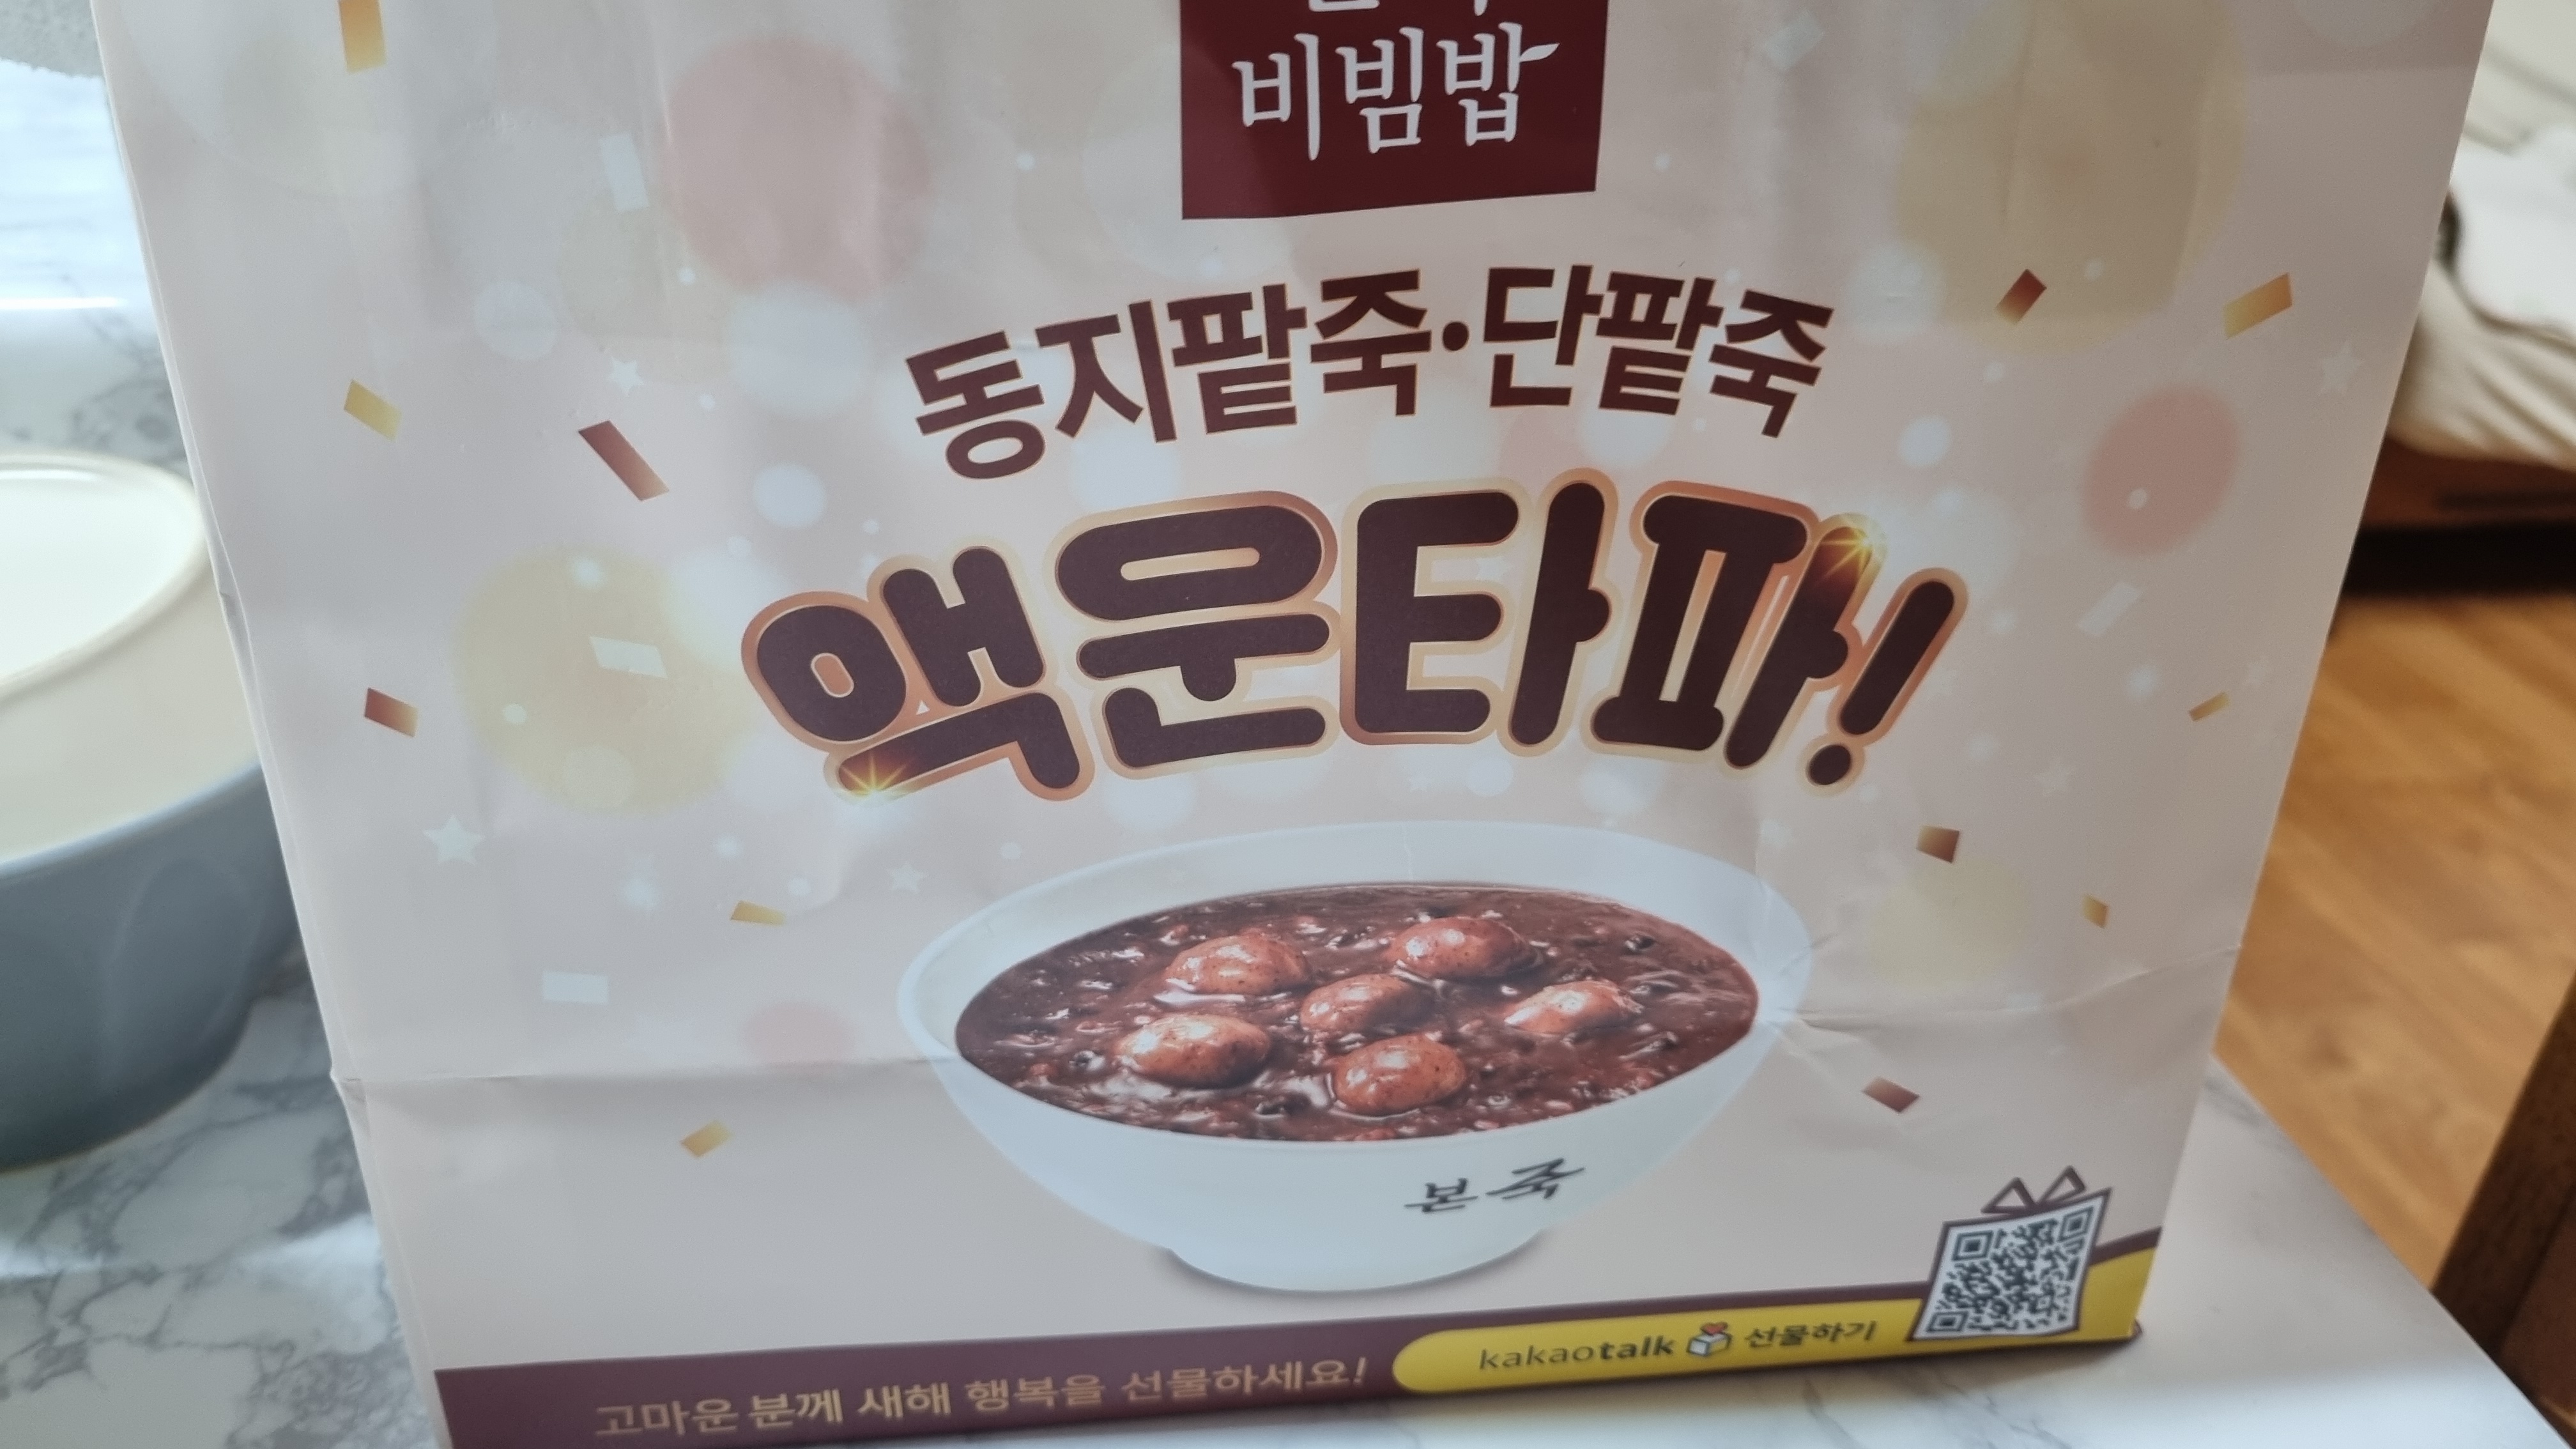 비빔밥
동지팥죽·단팥죽
액운타파!
본죽
고마운 분께 새해 행복을 선물하세요!
kakaotalk 선물하기